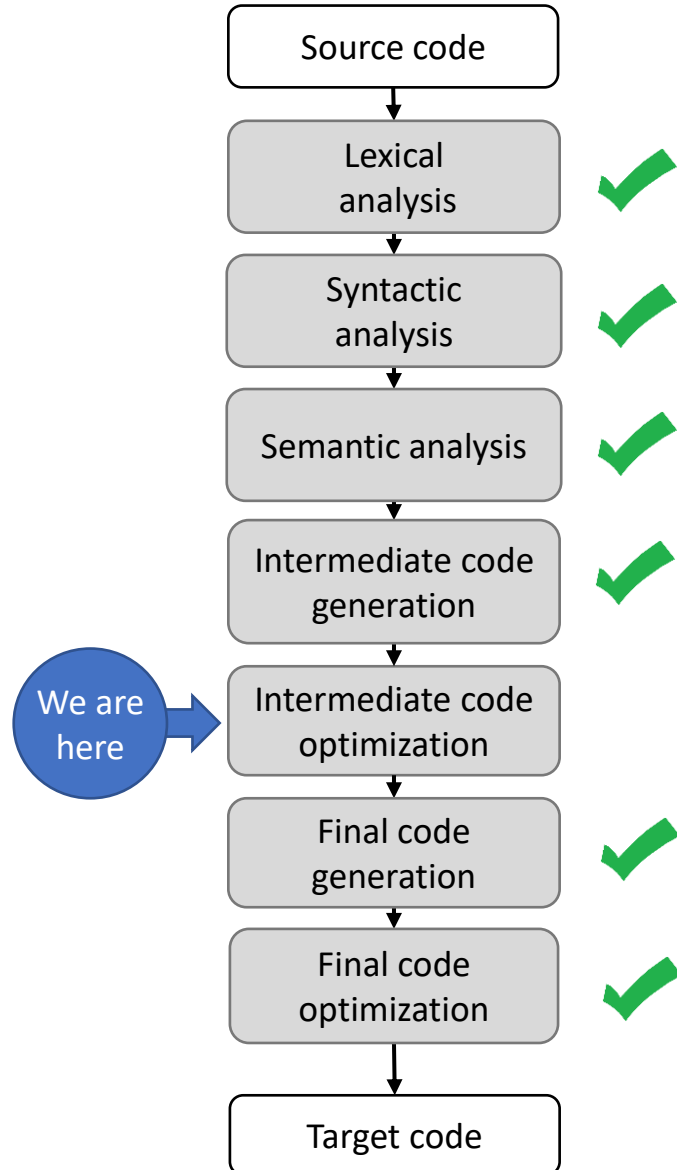 Source code
Lexical
analysis
Syntactic
analysis
Semantic analysis
Intermediate code
generation
We are
here
Intermediate code
optimization
Final code
generation
Final code
optimization
Target code